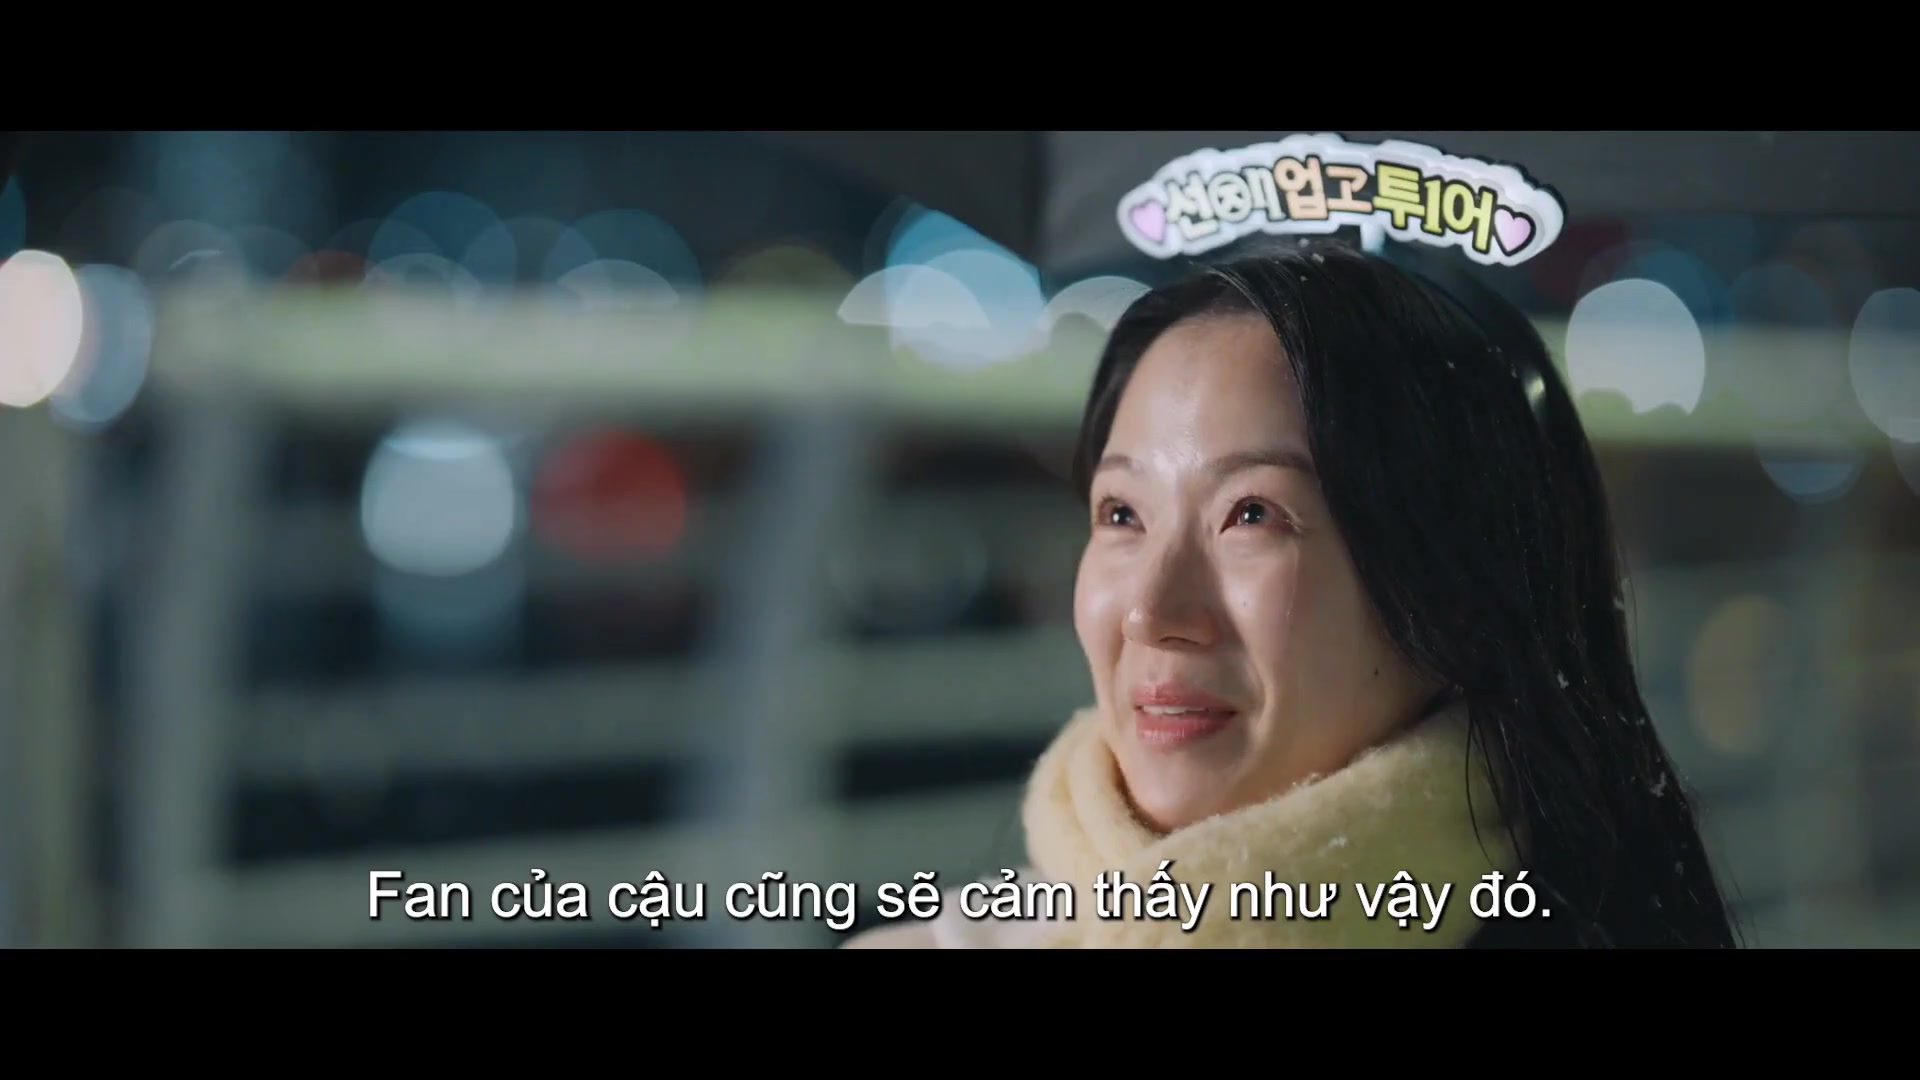 선재업고튀어
Fan của cậu cũng sẽ cảm thấy như vậy đó.